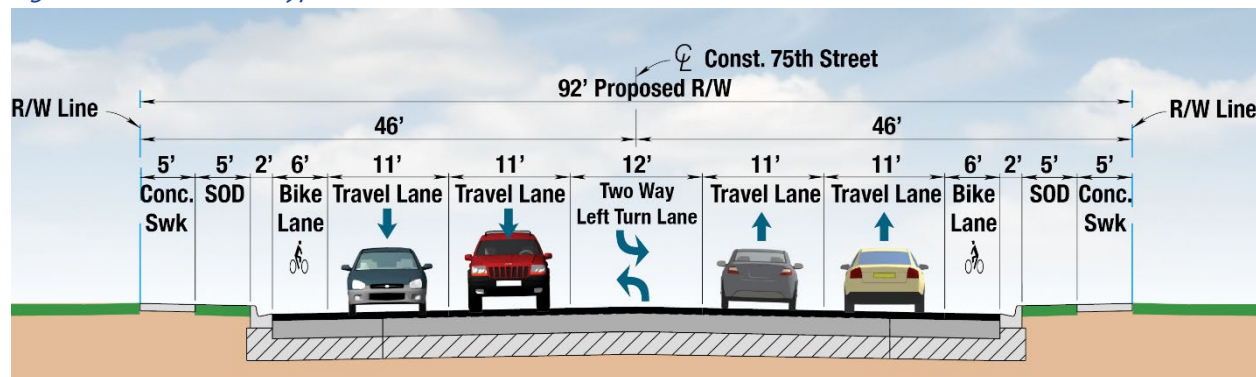 ℄ Const. 75th Street
92' Proposed R/W
R/W Line
R/W Line
46'
46'
5' 5' 2' 6' 11' 11' 12' 11' 11' 6' 2' 5' 5'
Conc. SOD Bike Travel Lane Travel Lane Two Way Travel Lane Travel Lane Bike SOD Conc.
Swk Lane Left Turn Lane Lane Swk